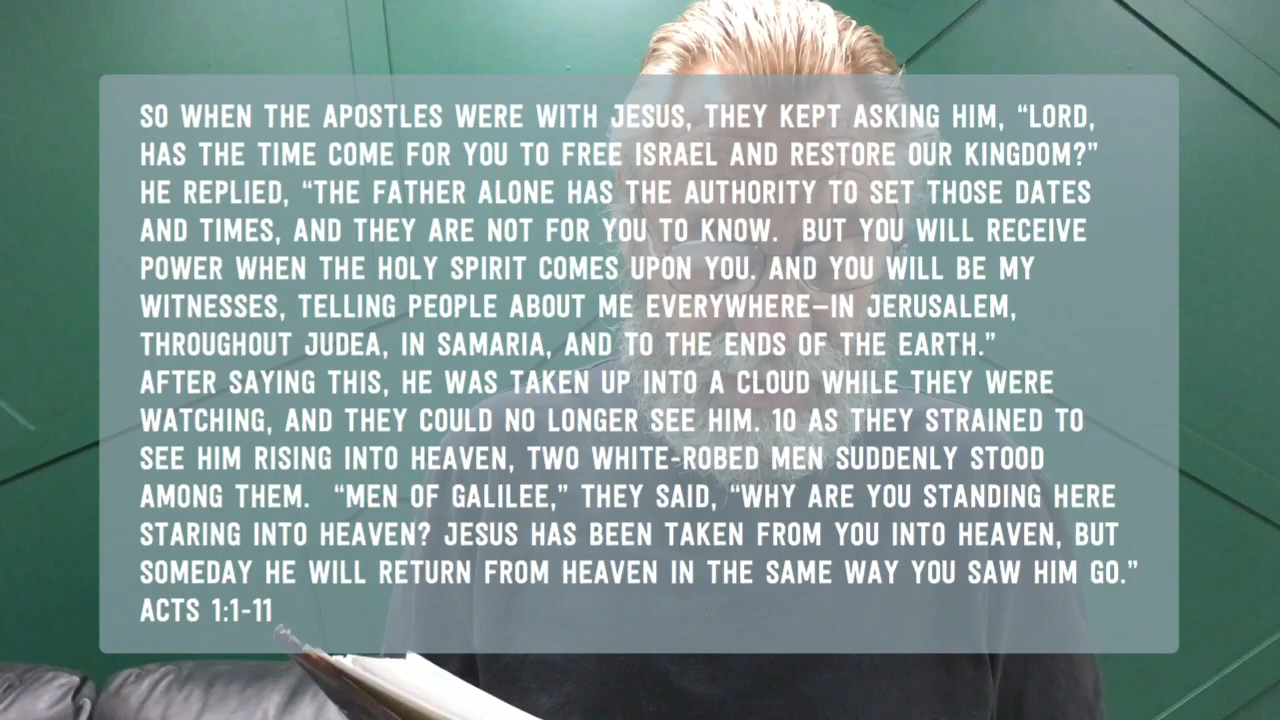 SO WHEN THE APOSTLES WERE WITH JESUS, THEY KEPT ASKING HIM, “LORD,
HAS THE TIME COME FOR YOU TO FREE ISRAEL AND RESTORE OUR KINGDOM?”
HE REPLIED, “THE FATHER ALONE HAS THE AUTHORITY TO SET THOSE DATES
AND TIMES, AND THEY ARE NOT FOR YOU TO KNOW.  BUT YOU WILL RECEIVE
POWER WHEN THE HOLY SPIRIT COMES UPON YOU. AND YOU WILL BE MY
WITNESSES, TELLING PEOPLE ABOUT ME EVERYWHERE—IN JERUSALEM,
THROUGHOUT JUDEA, IN SAMARIA, AND TO THE ENDS OF THE EARTH.”
AFTER SAYING THIS, HE WAS TAKEN UP INTO A CLOUD WHILE THEY WERE
WATCHING, AND THEY COULD NO LONGER SEE HIM. 10 AS THEY STRAINED TO
SEE HIM RISING INTO HEAVEN, TWO WHITE-ROBED MEN SUDDENLY STOOD
AMONG THEM.  “MEN OF GALILEE,” THEY SAID, “WHY ARE YOU STANDING HERE
STARING INTO HEAVEN? JESUS HAS BEEN TAKEN FROM YOU INTO HEAVEN, BUT
SOMEDAY HE WILL RETURN FROM HEAVEN IN THE SAME WAY YOU SAW HIM GO.”
ACTS 1:1-11